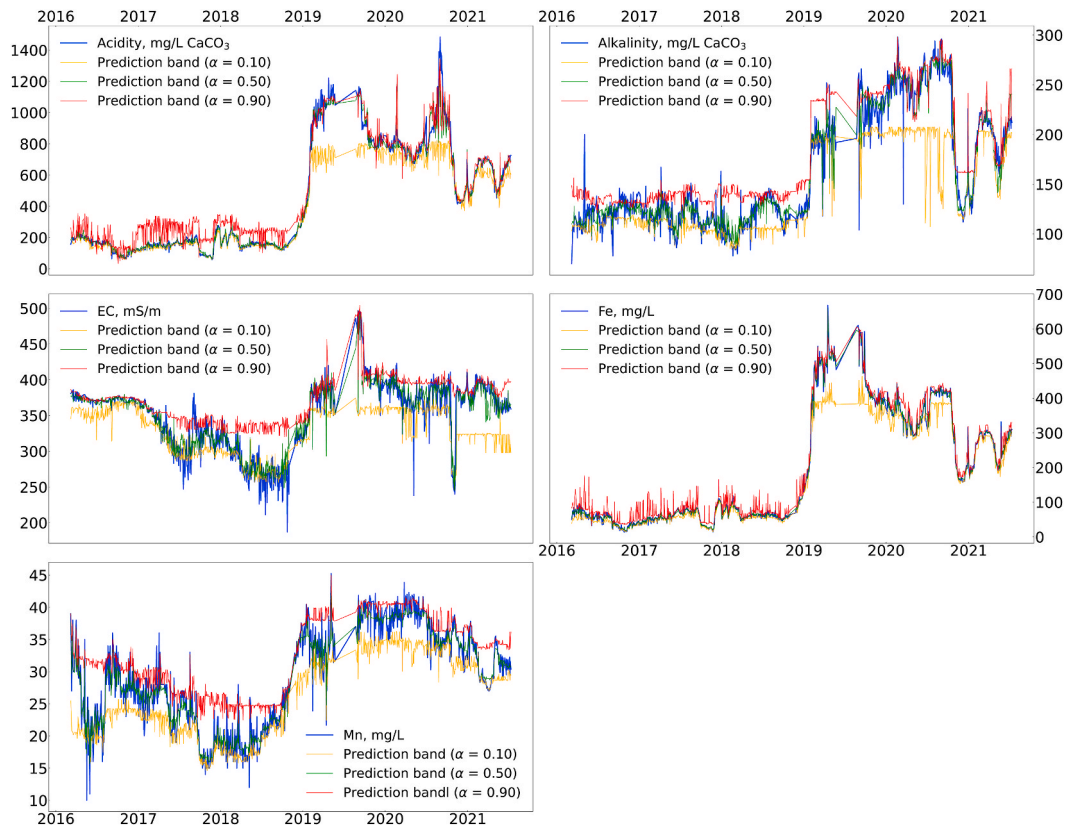 2016 2017 2018 2019 2020 2021
2016 2017 2018 2019 2020 2021
1400
1200
1000
800
600
400
200
0
Acidity, mg/L CaCO₃
Prediction band (α = 0.10)
Prediction band (α = 0.50)
Prediction band (α = 0.90)
Alkalinity, mg/L CaCO₃
Prediction band (α = 0.10)
Prediction band (α = 0.50)
Prediction band (α = 0.90)
300
250
200
150
100
500
450
400
350
300
250
200
EC, mS/m
Prediction band (α = 0.10)
Prediction band (α = 0.50)
Prediction band (α = 0.90)
Fe, mg/L
Prediction band (α = 0.10)
Prediction band (α = 0.50)
Prediction band (α = 0.90)
700
600
500
400
300
200
100
0
2016 2017 2018 2019 2020 2021
45
40
35
30
25
20
15
10
Mn, mg/L
Prediction band (α = 0.10)
Prediction band (α = 0.50)
Prediction bandl (α = 0.90)
2016 2017 2018 2019 2020 2021